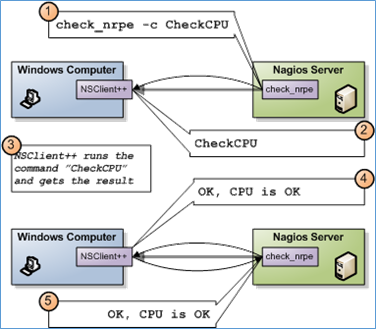 1
check_nrpe -c CheckCPU
Windows Computer
Nagios Server
NSClient++
check_nrpe
2
CheckCPU
3
NSClient++ runs the
command "CheckCPU"
and gets the result
4
OK, CPU is OK
Windows Computer
Nagios Server
NSClient++
check_nrpe
5
OK, CPU is OK